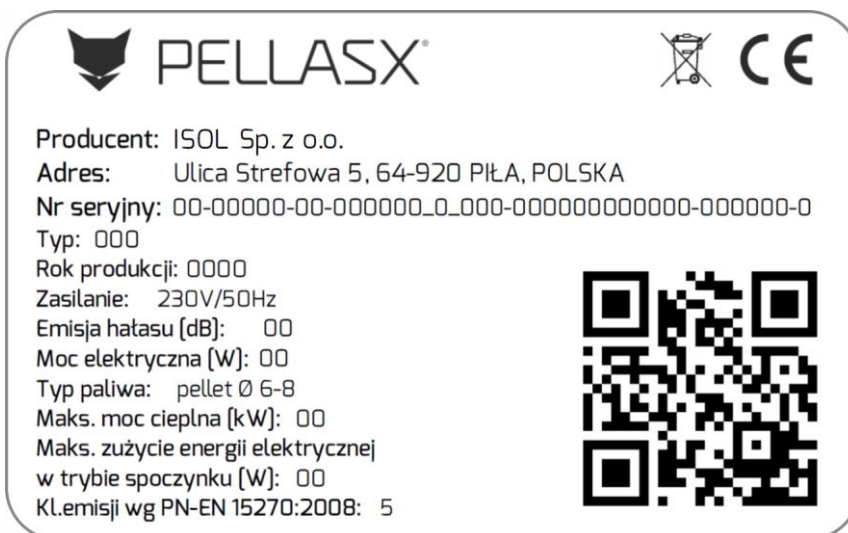 PELLASX®
CE
Producent: ISOL Sp. z o.o.
Adres: Ulica Strefowa 5, 64-920 PIŁA, POLSKA
Nr seryjny: 00-00000-00-000000_0_000-000000000000-000000-0
Typ: 000
Rok produkcji: 0000
Zasilanie: 230V/50Hz
Emisja hałasu [dB]: 00
Moc elektryczna [W]: 00
Typ paliwa: pellet Ø 6-8
Maks. moc cieplna [kW]: 00
Maks. zużycie energii elektrycznej
w trybie spoczynku [W]: 00
Kl.emisji wg PN-EN 15270:2008: 5